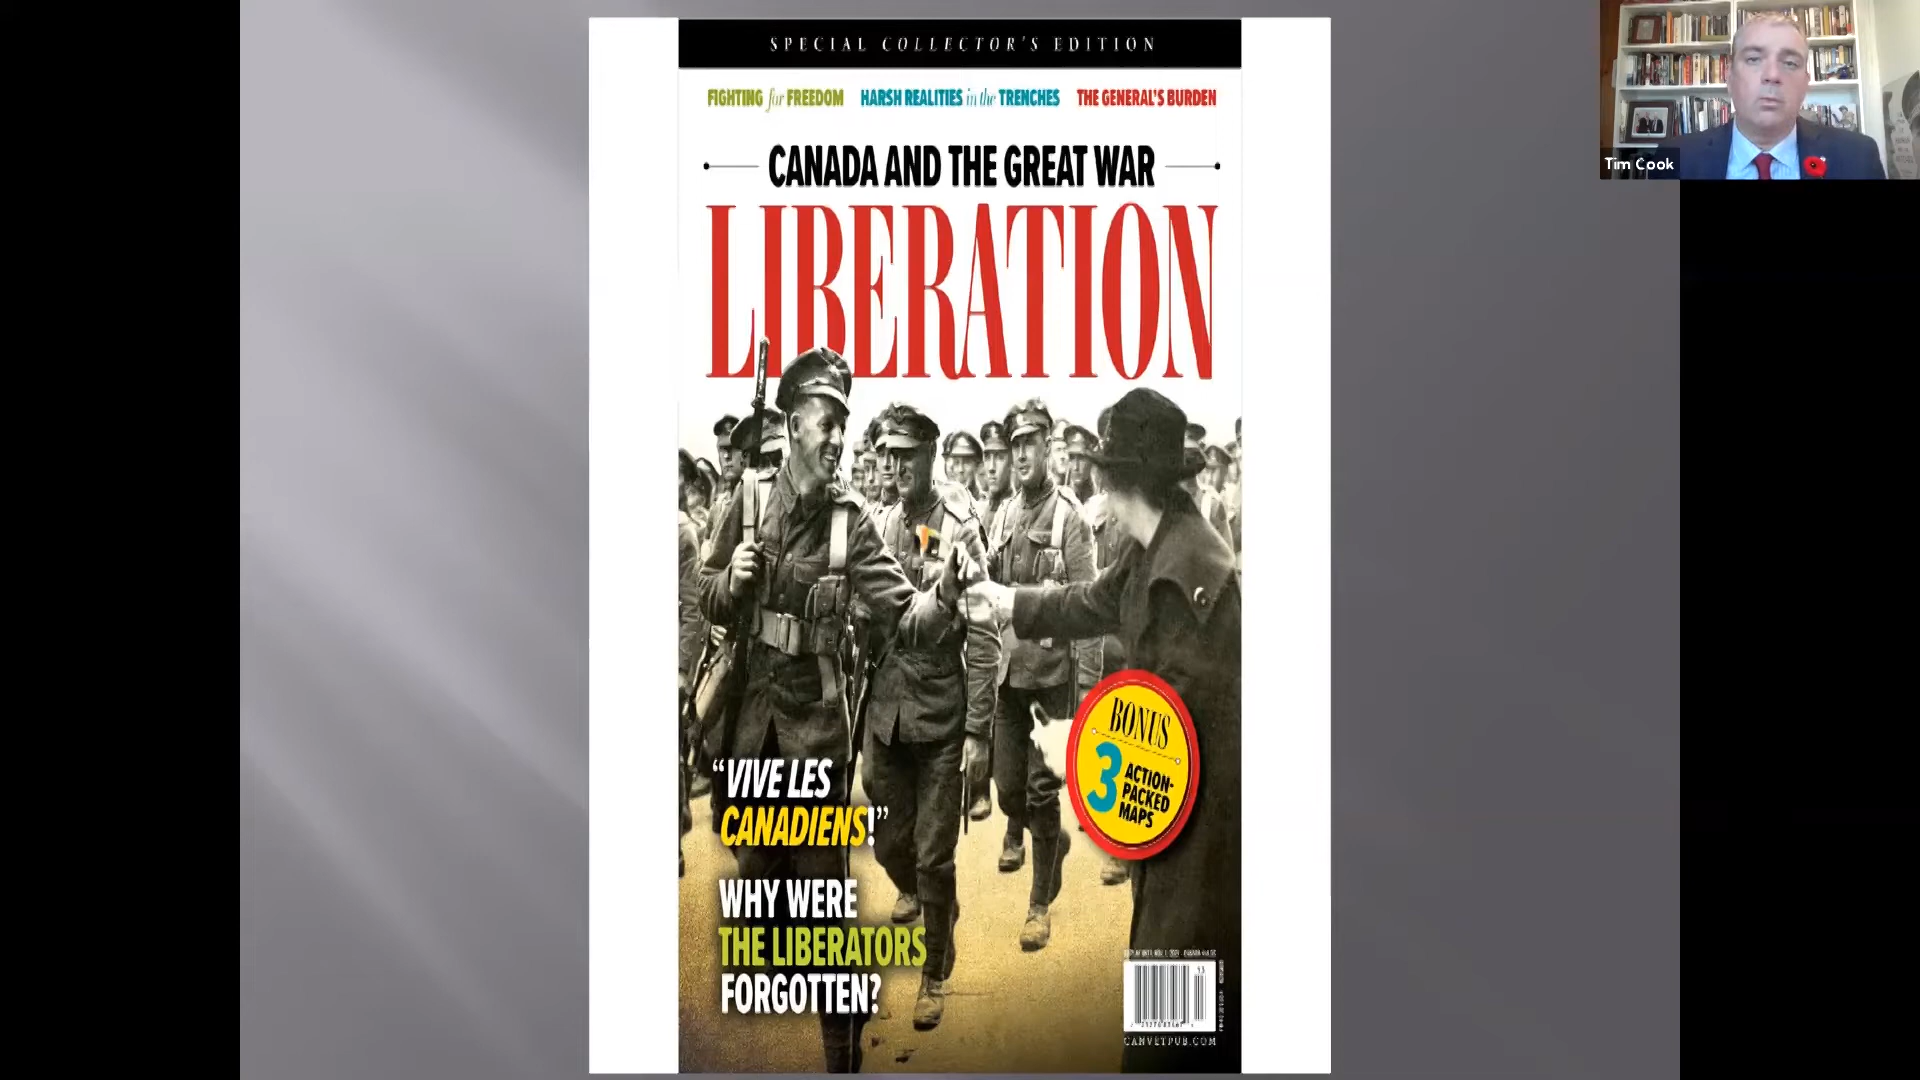 SPECIAL COLLECTOR'S EDITION
FIGHTING for FREEDOM HARSH REALITIES in the TRENCHES THE GENERAL'S BURDEN
CANADA AND THE GREAT WAR
LIBERATION
"VIVE LES
CANADIENS!"
WHY WERE
THE LIBERATORS
FORGOTTEN?
BONUS
3 ACTION-
PACKED
MAPS
CANVETPUB.COM
Tim Cook